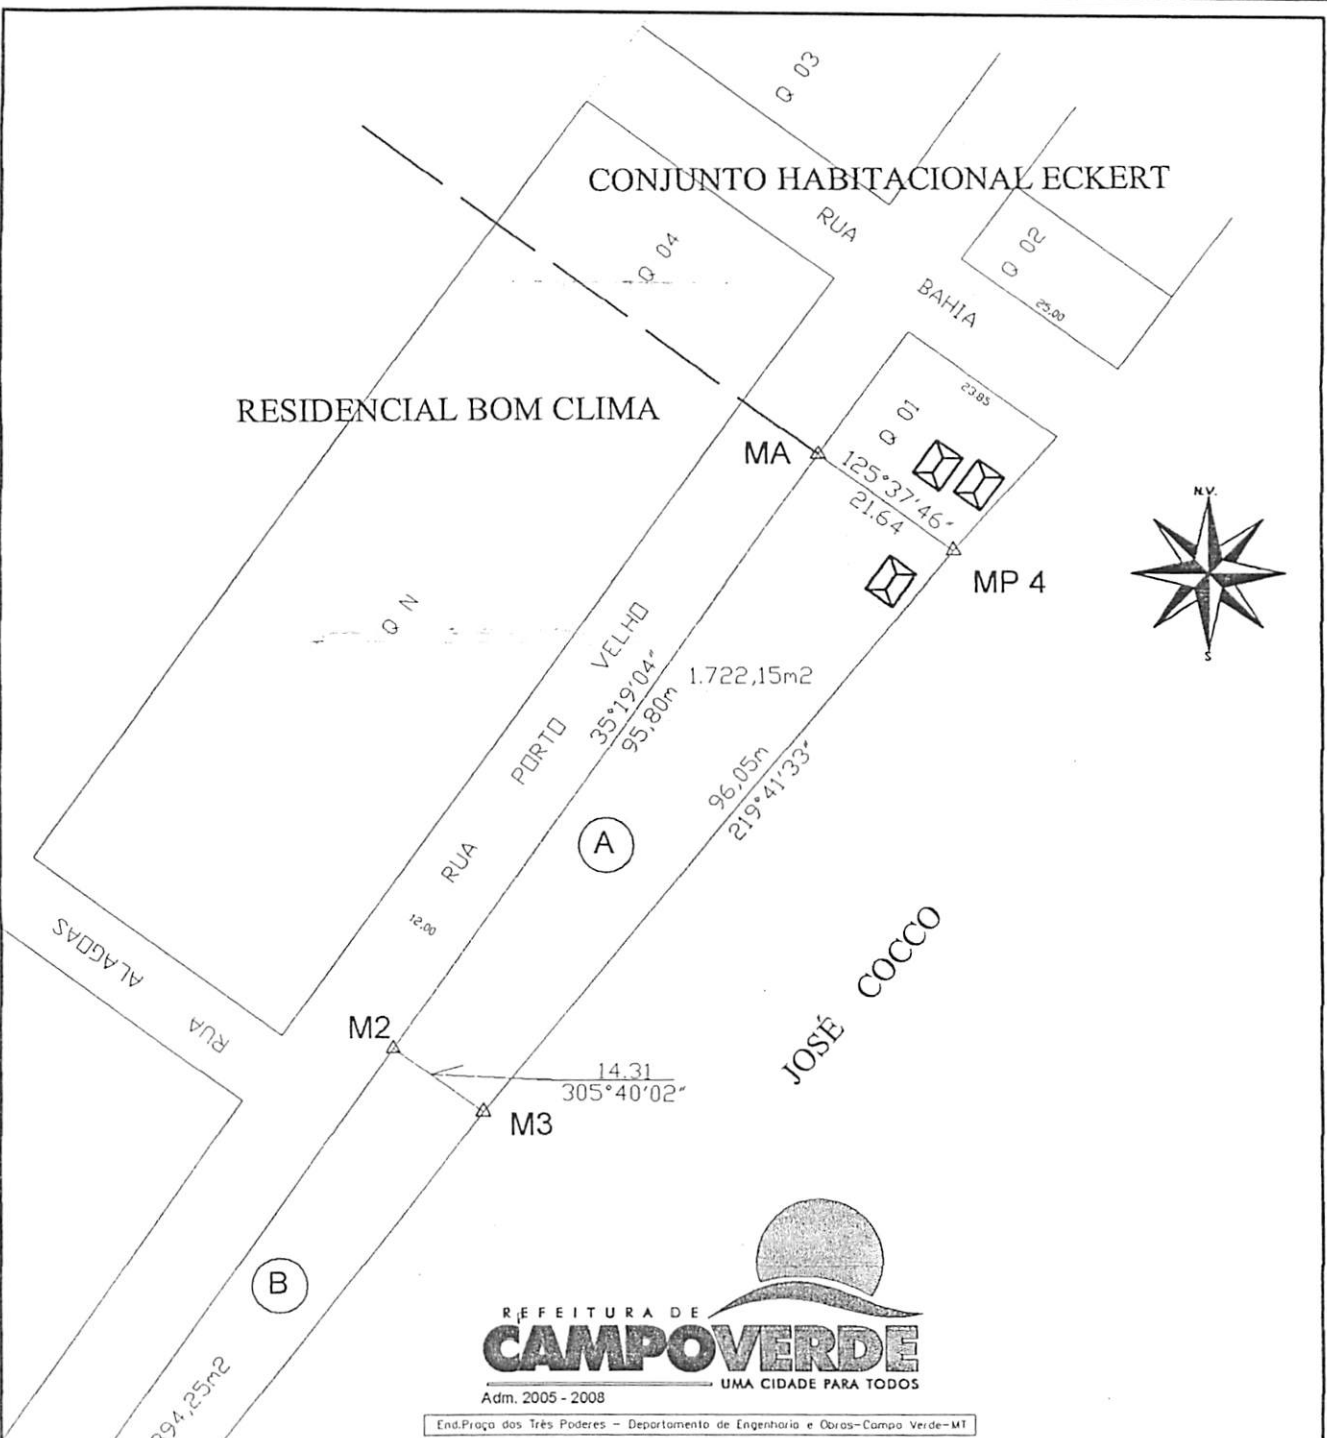 Q 03
CONJUNTO HABITACIONAL ECKERT
RUA BAHIA
Q 04
Q 02
25,00
23.85
Q 01
RESIDENCIAL BOM CLIMA
MA
125°37'46"
21.64
MP 4
N.V.
S
Q N
RUA PORTO VELHO
35°19'04"
95,80m
1.722,15m2
96,05m
219°41'33"
A
12.00
JOSÉ COCCO
RUA ALAGOAS
M2
14.31
305°40'02"
M3
B
94,25m2
REFEITURA DE
CAMPOVERDE
UMA CIDADE PARA TODOS
Adm. 2005 - 2008
End.Praça dos Três Poderes - Departamento de Engenharia e Obras-Campo Verde-MT